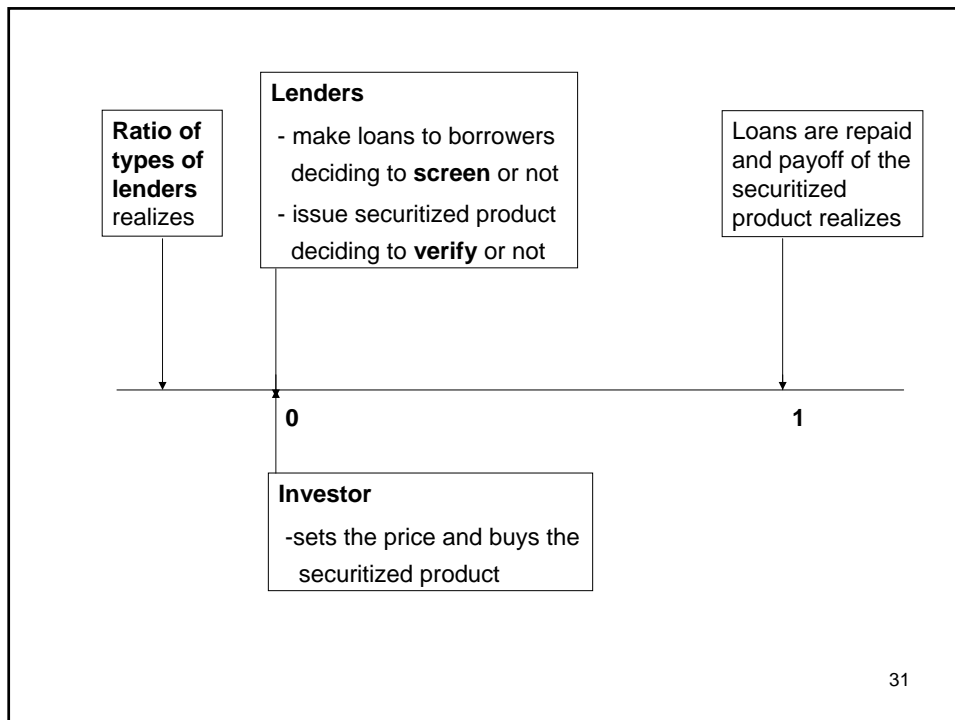 Ratio of
types of
lenders
realizes
Lenders
- make loans to borrowers
deciding to screen or not
- issue securitized product
deciding to verify or not
Loans are repaid
and payoff of the
securitized
product realizes
0
1
Investor
-sets the price and buys the
securitized product
31